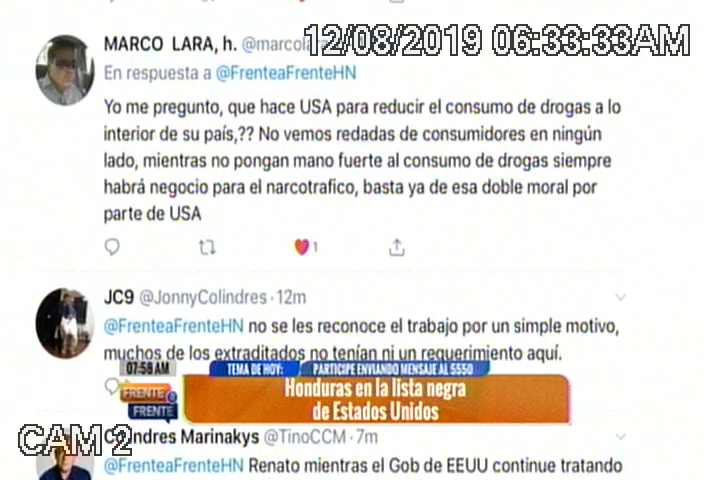 MARCO LARA, h. @marcola
12/08/2019 06:33:33AM
En respuesta a @FrenteaFrenteHN
Yo me pregunto, que hace USA para reducir el consumo de drogas a lo
interior de su país,?? No vemos redadas de consumidores en ningún
lado, mientras no pongan mano fuerte al consumo de drogas siempre
habrá negocio para el narcotrafico, basta ya de esa doble moral por
parte de USA
1
JC9 @JonnyColindres · 12m
@FrenteaFrenteHN no se les reconoce el trabajo por un simple motivo,
muchos de los extraditados no tenían ni un requerimiento aquí.
07:58 AM
TEMA DE HOY: PARTICIPE ENVIANDO MENSAJE AL 5550
FRENTE a
FRENTE
Honduras en la lista negra
de Estados Unidos
CAM 2
Marinakys @TinoCCM · 7m
@FrenteaFrenteHN Renato mientras el Gob de EEUU continue tratando